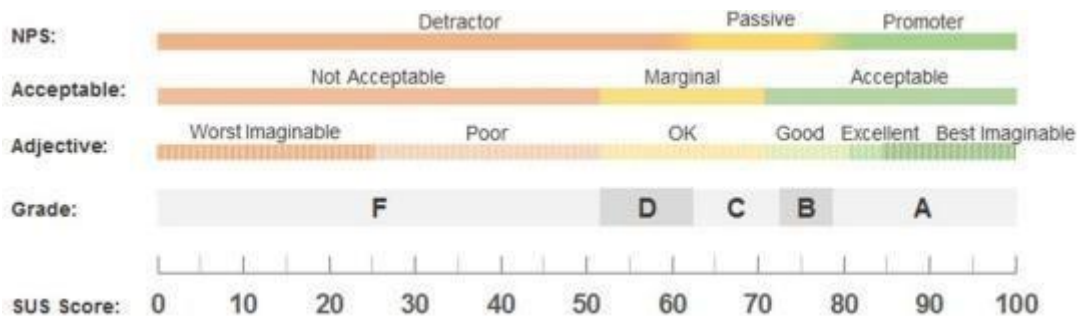 NPS: Detractor Passive Promoter
Acceptable: Not Acceptable Marginal Acceptable
Adjective: Worst Imaginable Poor OK Good Excellent Best Imaginable
Grade: F D C B A
SUS Score: 0 10 20 30 40 50 60 70 80 90 100